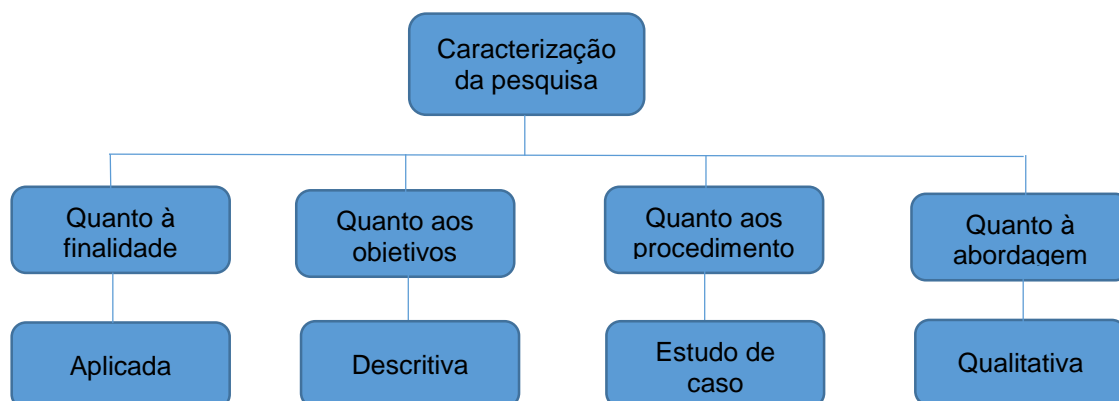 Caracterização
da pesquisa
Quanto à
finalidade
Quanto aos
objetivos
Quanto aos
procedimento
Quanto à
abordagem
Aplicada
Descritiva
Estudo de
caso
Qualitativa